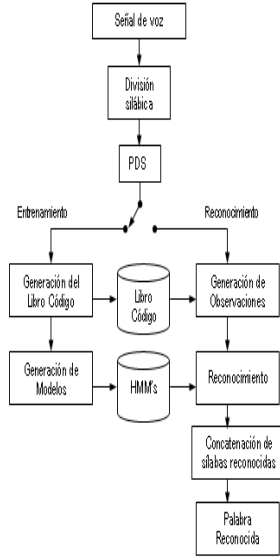 Señal de voz
División
silábica
PDS
Entrenamiento
Reconocimiento
Generación del
Libro Código
Libro
Código
Generación de
Observaciones
Generación de
Modelos
HMM's
Reconocimiento
Concatenación de
sílabas reconocidas
Palabra
Reconocida